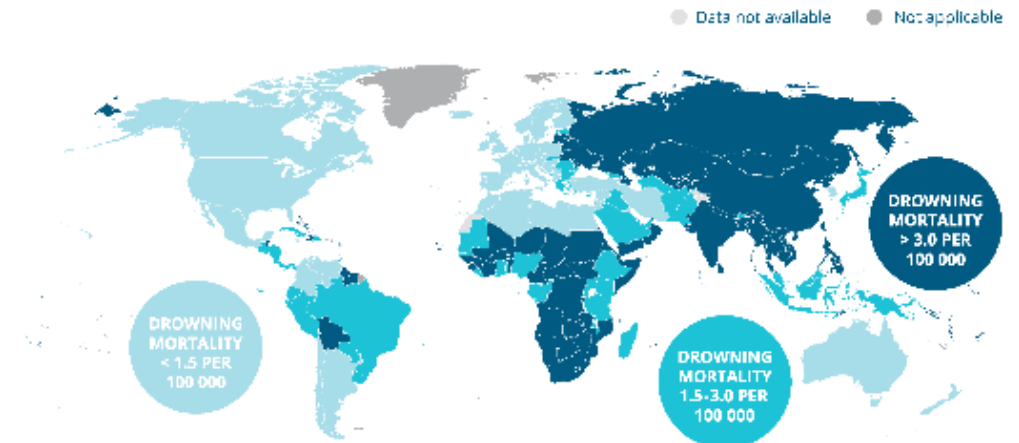 Data not available
Not applicable
DROWNING
MORTALITY
> 3.0 PER
100 000
DROWNING
MORTALITY
< 1.5 PER
100 000
DROWNING
MORTALITY
1.5-3.0 PER
100 000